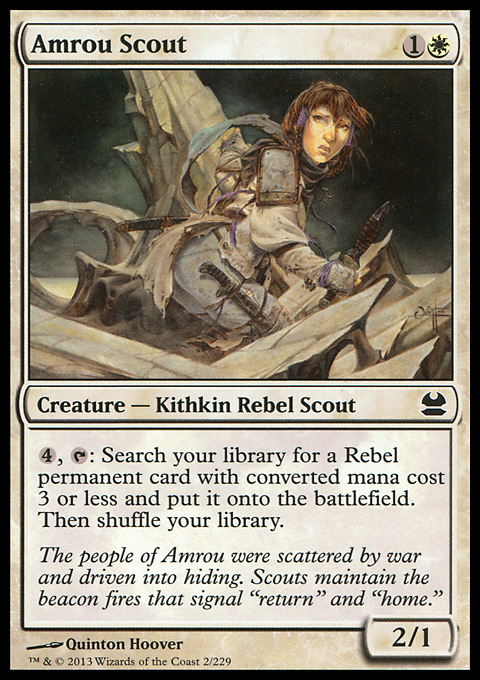 Amrou Scout 1
Creature — Kithkin Rebel Scout
4, : Search your library for a Rebel
permanent card with converted mana cost
3 or less and put it onto the battlefield.
Then shuffle your library.
The people of Amrou were scattered by war
and driven into hiding. Scouts maintain the
beacon fires that signal “return” and “home.”
Quinton Hoover
2/1
™ & © 2013 Wizards of the Coast 2/229